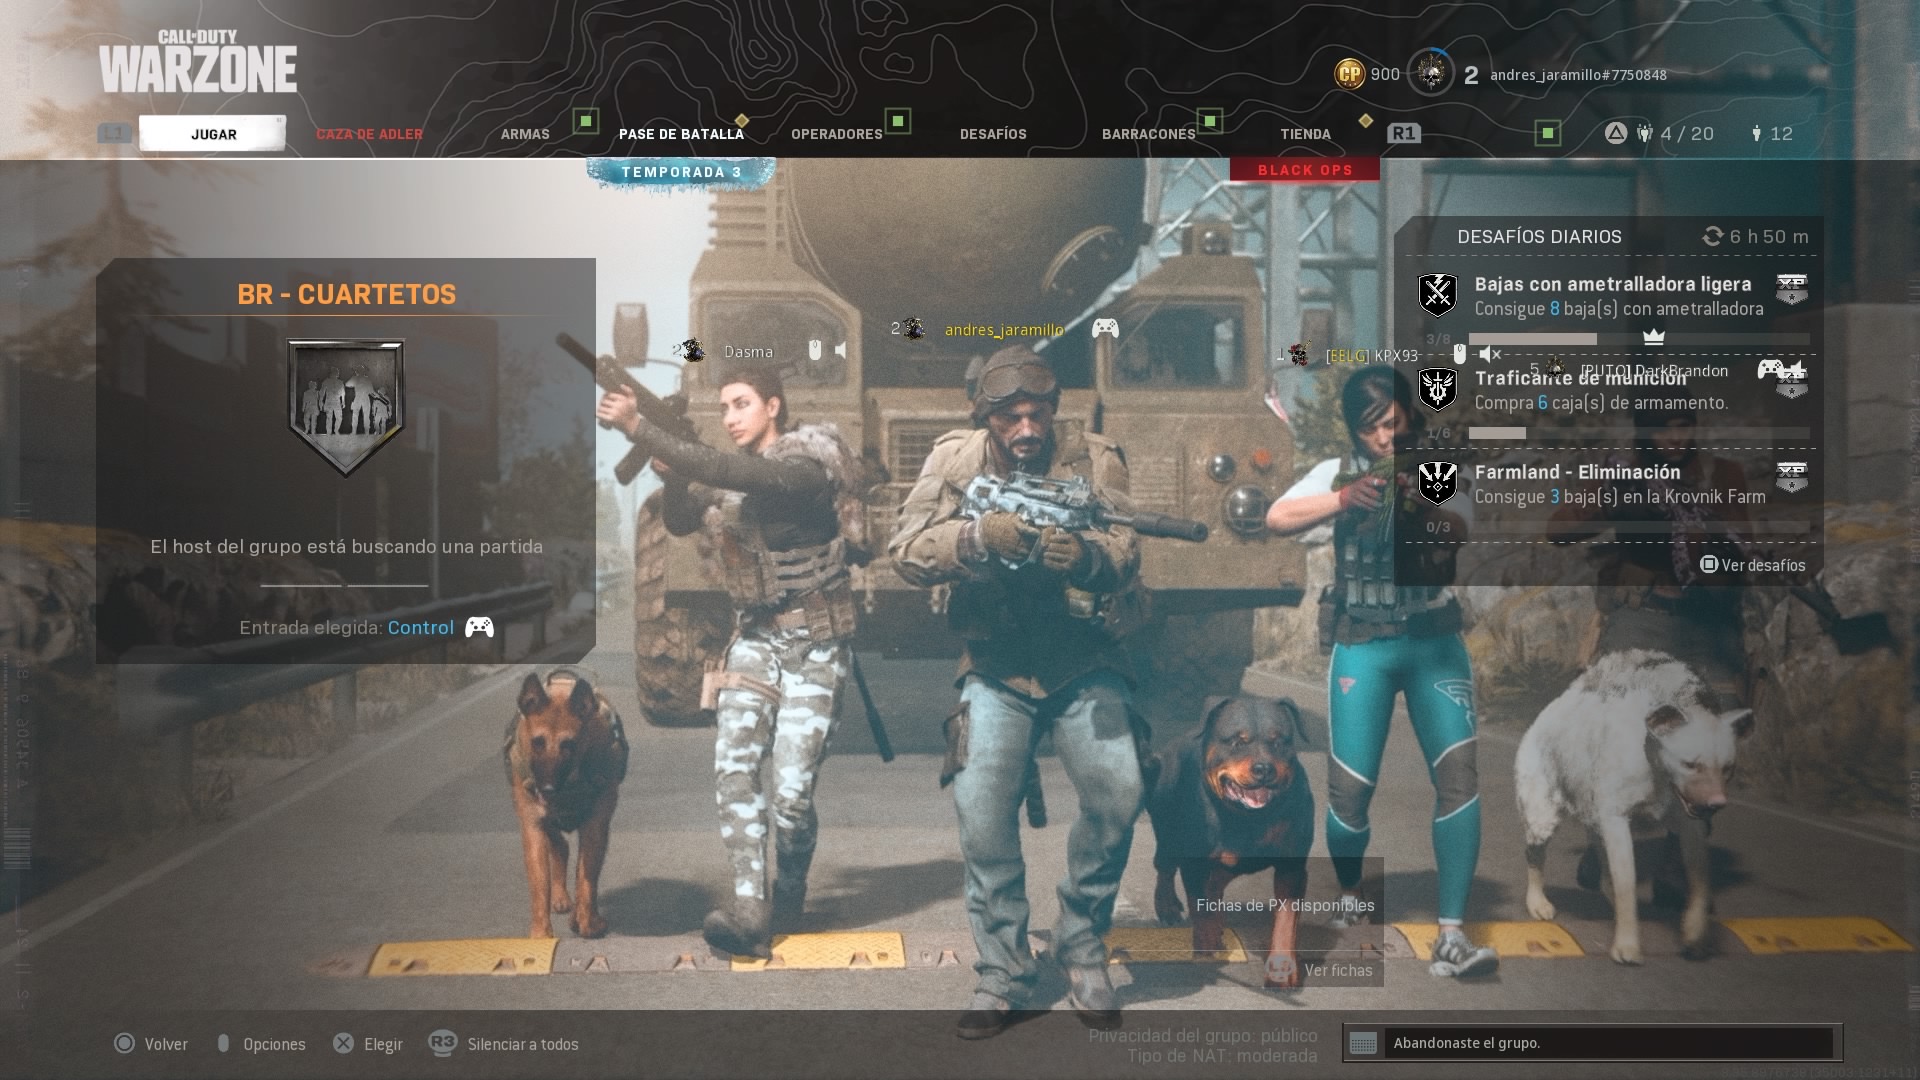 CALL OF DUTY
WARZONE
CP 900 2 andres_jaramillo#7750848
L1 JUGAR CAZA DE ADLER ARMAS PASE DE BATALLA OPERADORES DESAFÍOS BARRACONES TIENDA R1 4 / 20 12
TEMPORADA 3 BLACK OPS
BR - CUARTETOS
El host del grupo está buscando una partida
Entrada elegida: Control
2 Dasma
2 andres_jaramillo
1 [EELG] KPX93
5 [PUTO] DarkBrandon
DESAFÍOS DIARIOS 6 h 50 m
Bajas con ametralladora ligera XP
Consigue 8 baja(s) con ametralladora
3/8
Traficante de munición
Compra 6 caja(s) de armamento.
1/6
Farmland - Eliminación XP
Consigue 3 baja(s) en la Krovnik Farm
0/3
Ver desafíos
Fichas de PX disponibles
Ver fichas
Volver Opciones Elegir R3 Silenciar a todos
Privacidad del grupo: público
Tipo de NAT: moderada
Abandonaste el grupo.